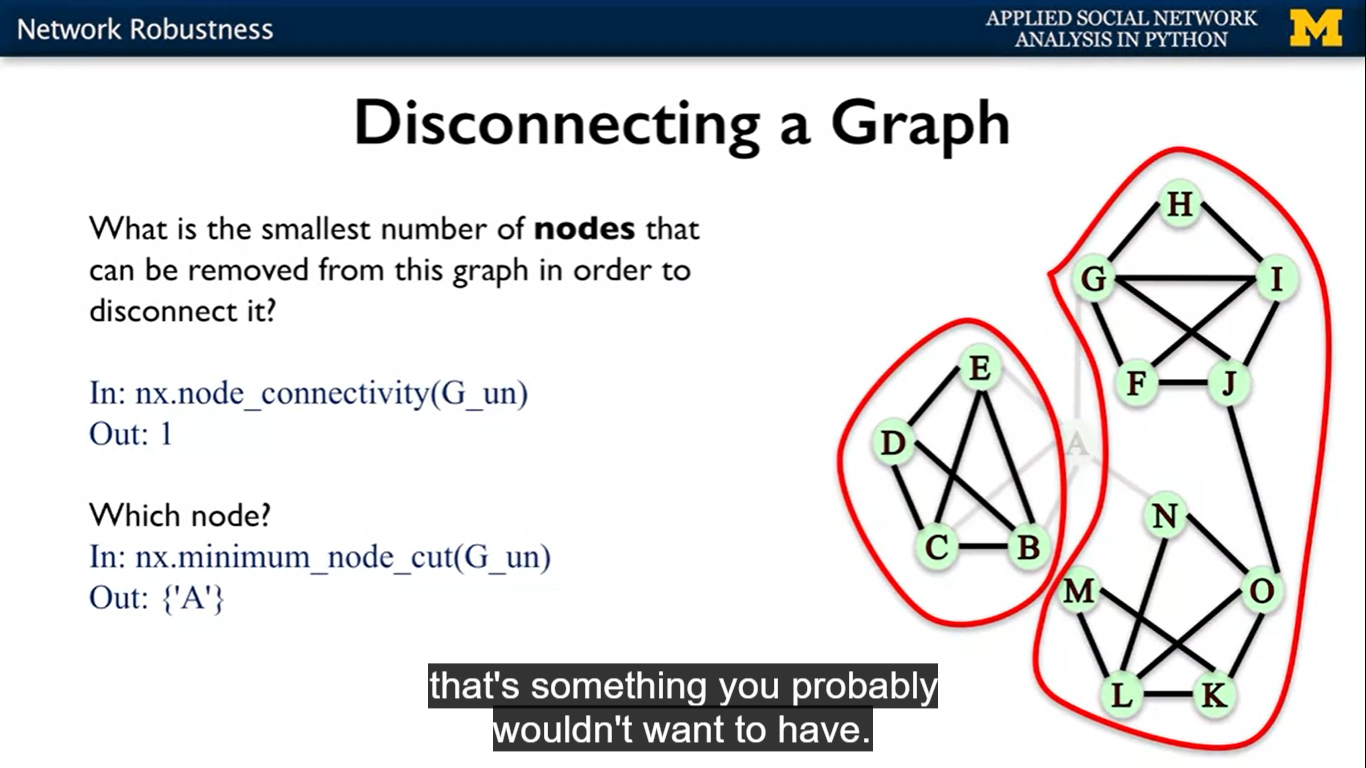 Network Robustness
APPLIED SOCIAL NETWORK
ANALYSIS IN PYTHON
M
Disconnecting a Graph
What is the smallest number of nodes that
can be removed from this graph in order to
disconnect it?
In: nx.node_connectivity(G_un)
Out: 1
Which node?
In: nx.minimum_node_cut(G_un)
Out: {'A'}
H
G
I
F
J
E
D
A
C
B
N
M
O
L
K
that's something you probably
wouldn't want to have.